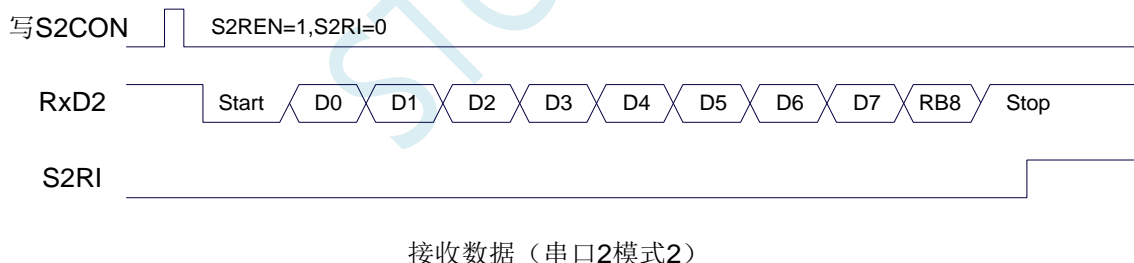 写S2CON S2REN=1,S2RI=0
RxD2 Start D0 D1 D2 D3 D4 D5 D6 D7 RB8 Stop
S2RI
接收数据（串口2模式2）